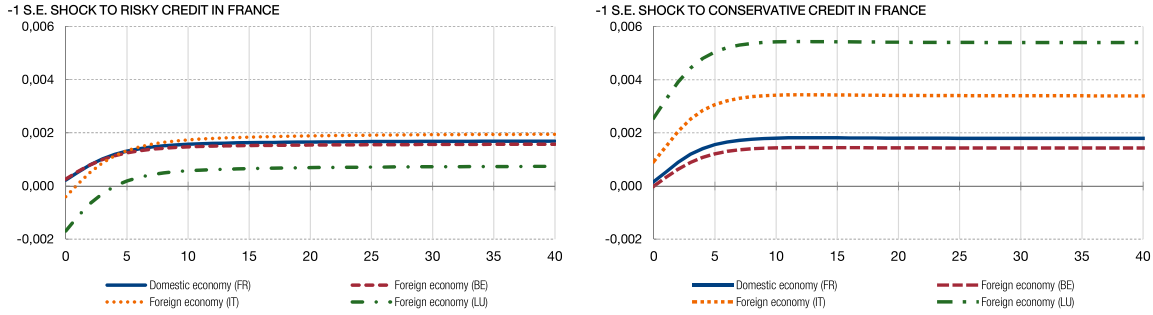 -1 S.E. SHOCK TO RISKY CREDIT IN FRANCE
0,006
0,004
0,002
0,000
-0,002
0 5 10 15 20 25 30 35 40
Domestic economy (FR) Foreign economy (BE)
Foreign economy (IT) Foreign economy (LU)
-1 S.E. SHOCK TO CONSERVATIVE CREDIT IN FRANCE
0,006
0,004
0,002
0,000
-0,002
0 5 10 15 20 25 30 35 40
Domestic economy (FR) Foreign economy (BE)
Foreign economy (IT) Foreign economy (LU)